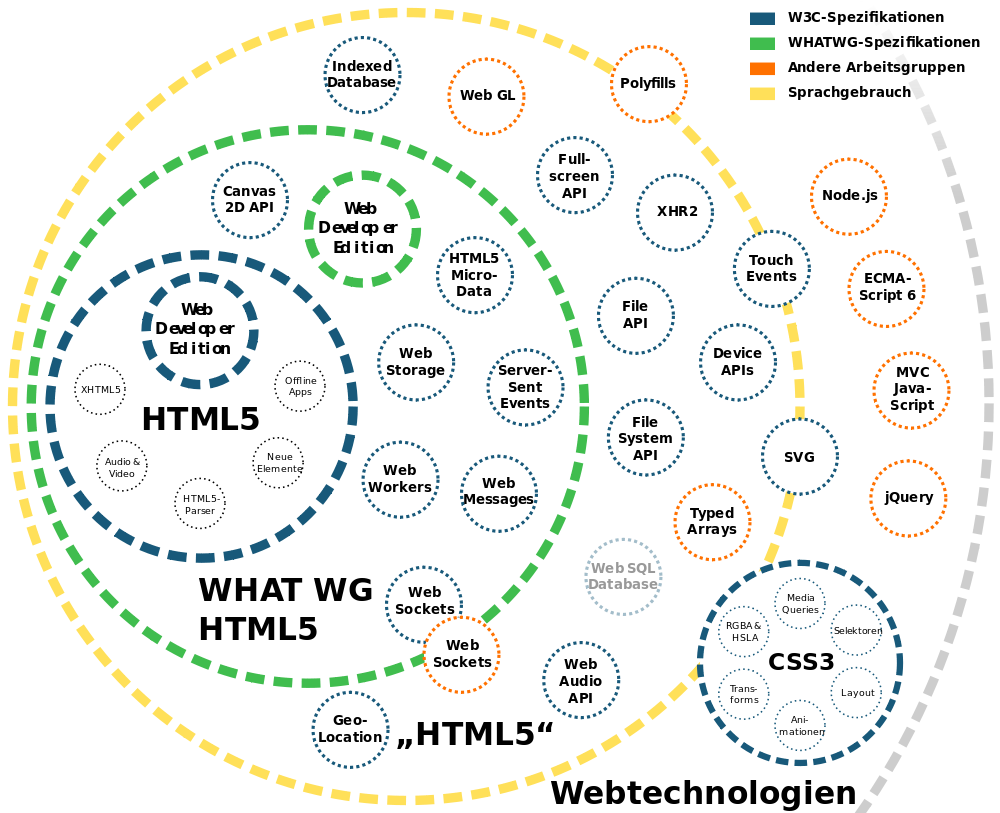 W3C-Spezifikationen
WHATWG-Spezifikationen
Andere Arbeitsgruppen
Sprachgebrauch
Indexed
Database
Web GL
Polyfills
Full-
screen
API
Canvas
2D API
Web
Developer
Edition
XHR2
Node.js
HTML5
Micro-
Data
Touch
Events
ECMA-
Script 6
Web
Developer
Edition
File
API
Web
Storage
Server-
Sent
Events
Device
APIs
MVC
Java-
Script
XHTML5
Offline
Apps
HTML5
Audio &
Video
Neue
Elemente
HTML5-
Parser
File
System
API
SVG
Web
Workers
Web
Messages
jQuery
Typed
Arrays
Web SQL
Database
WHAT WG
HTML5
Web
Sockets
Web
Sockets
Web
Audio
API
Media
Queries
RGBA &
HSLA
Selektoren
CSS3
Trans-
forms
Layout
Ani-
mationen
Geo-
Location
„HTML5“
Webtechnologien